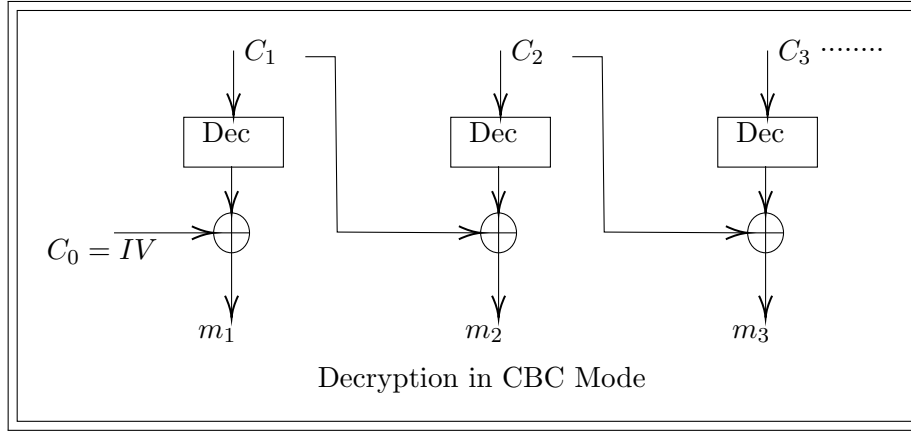 C₁ C₂ C₃ ........
Dec Dec Dec
C₀ = IV
m₁ m₂ m₃
Decryption in CBC Mode